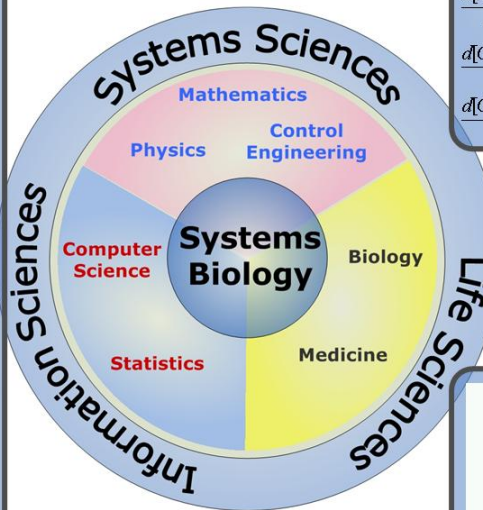 Systems Sciences
Mathematics
Physics
Control
Engineering
Computer
Science
Statistics
Systems
Biology
Biology
Medicine
Information Sciences
Life Sciences